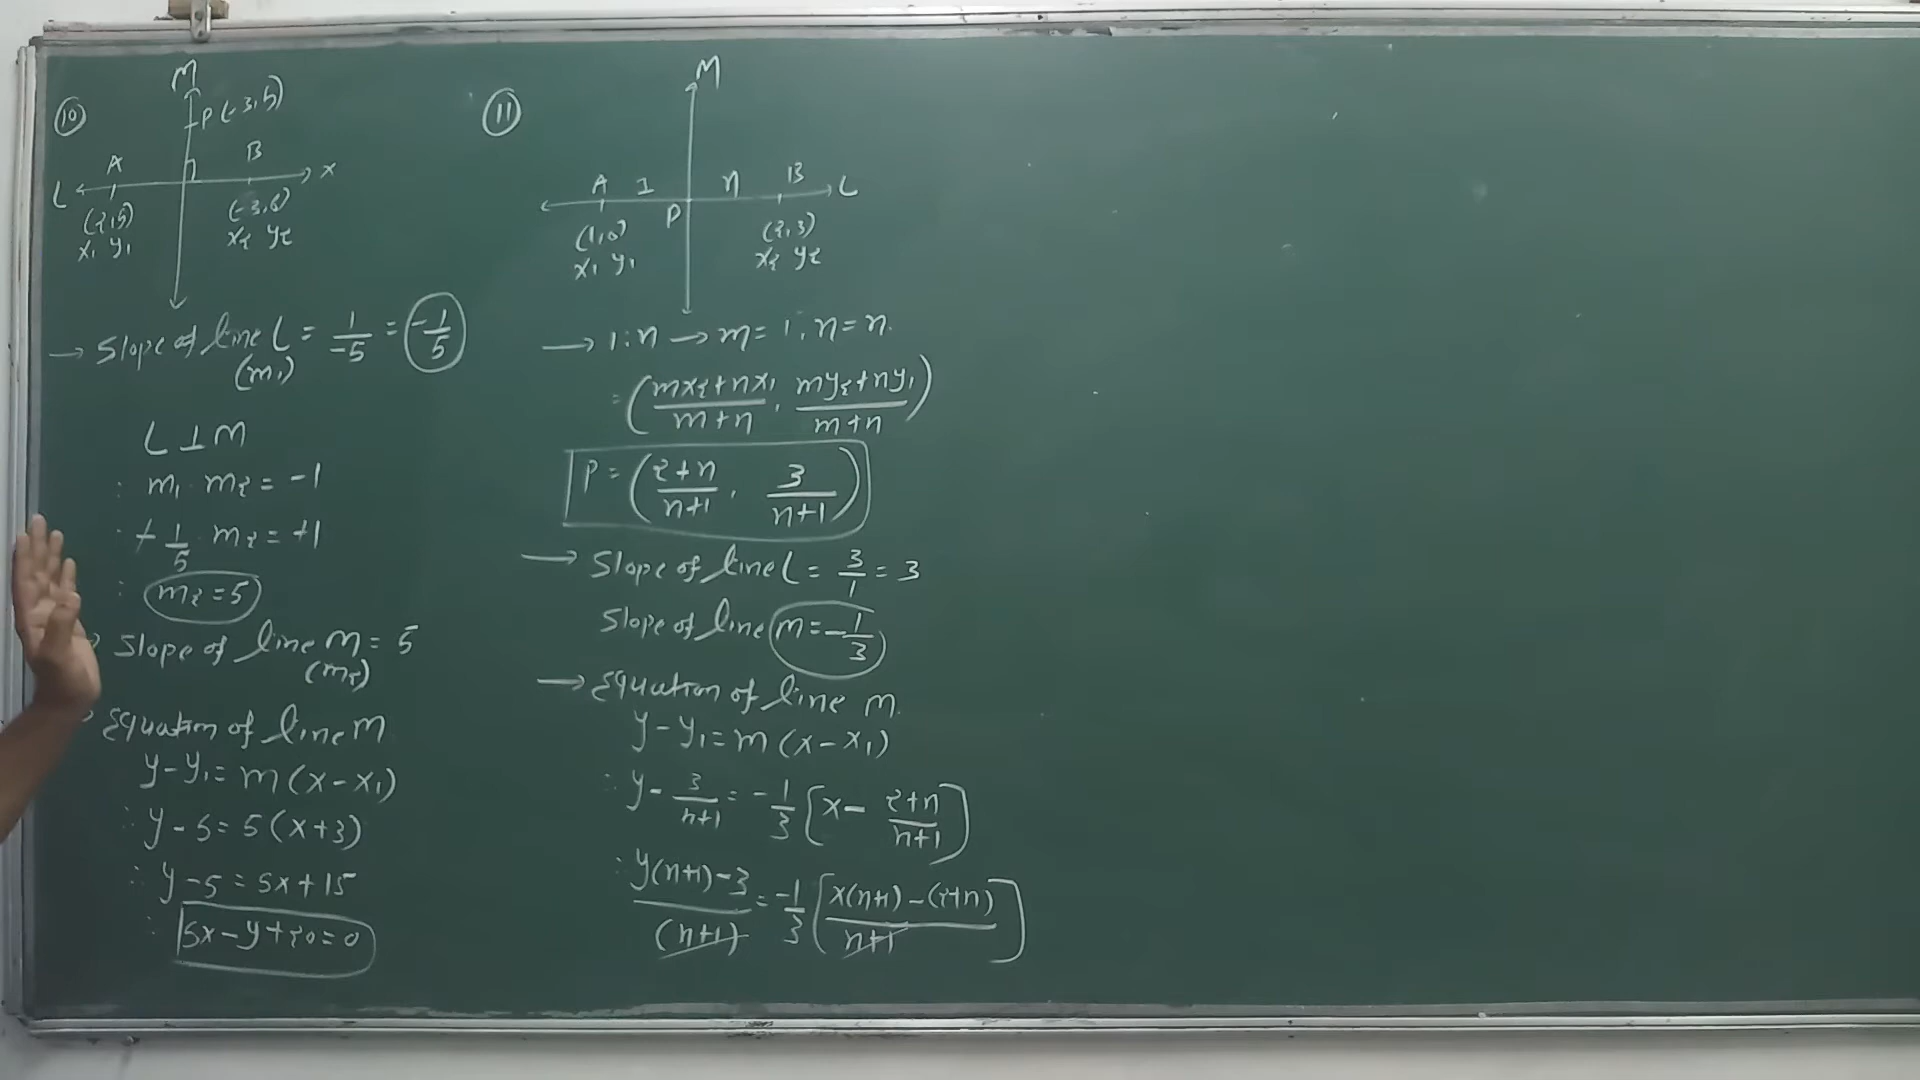 (10)
M
P (-3,5)
A B
L X
(2,5) (-3,6)
x₁ y₁ x₂ y₂
→ Slope of line L = 1/-5 = -1/5
(m₁)
L ⊥ M
∴ m₁ · m₂ = -1
∴ +1/5 · m₂ = +1
∴ m₂ = 5
Slope of line M = 5
(m₂)
Equation of line M
y - y₁ = m (x - x₁)
∴ y - 5 = 5 (x + 3)
∴ y - 5 = 5x + 15
∴ 5x - y + 20 = 0
(11)
M
A 1 n B L
P
(1,0) (2,3)
x₁ y₁ x₂ y₂
→ 1:n → m = 1, n = n.
= ( (mx₂ + nx₁)/(m + n) , (my₂ + ny₁)/(m + n) )
P = ( (2 + n)/(n + 1) , 3/(n + 1) )
→ Slope of line L = 3/1 = 3
Slope of line M = -1/3
→ Equation of line M.
y - y₁ = m (x - x₁)
∴ y - 3/(n+1) = -1/3 [ x - (2+n)/(n+1) ]
∴ (y(n+1) - 3)/(n+1) = -1/3 [ (x(n+1) - (2+n))/(n+1) ]